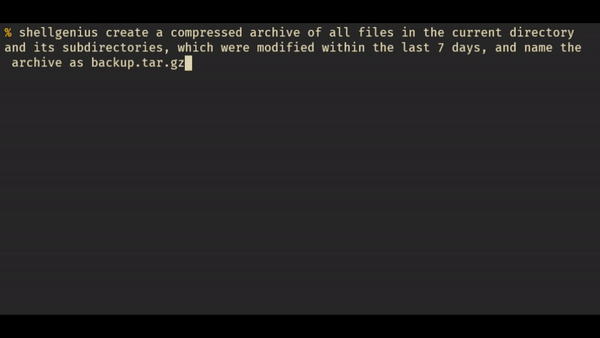 % shellgenius create a compressed archive of all files in the current directory
and its subdirectories, which were modified within the last 7 days, and name the
archive as backup.tar.gz